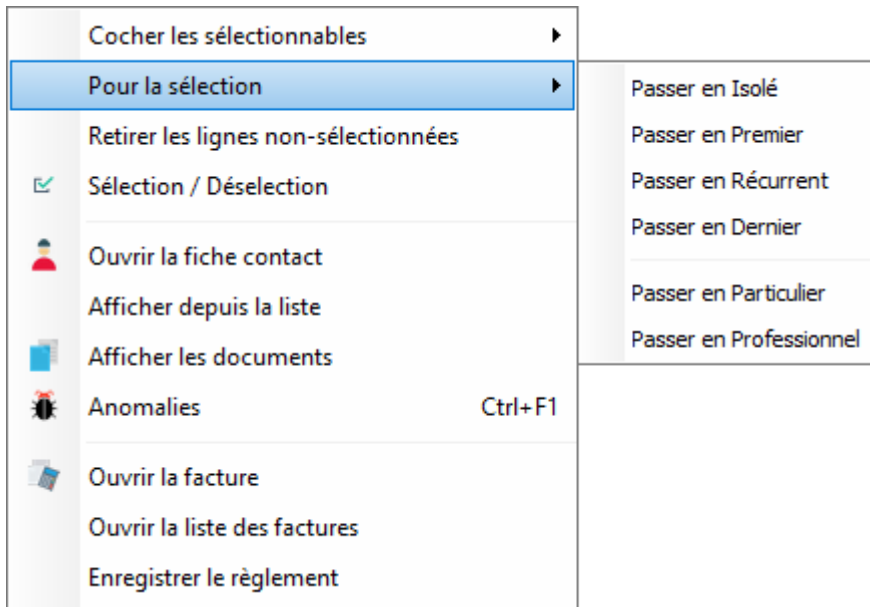 Cocher les sélectionnables
Pour la sélection
Retirer les lignes non-sélectionnées
Sélection / Déselection
Ouvrir la fiche contact
Afficher depuis la liste
Afficher les documents
Anomalies Ctrl+F1
Ouvrir la facture
Ouvrir la liste des factures
Enregistrer le règlement
Passer en Isolé
Passer en Premier
Passer en Récurrent
Passer en Dernier
Passer en Particulier
Passer en Professionnel